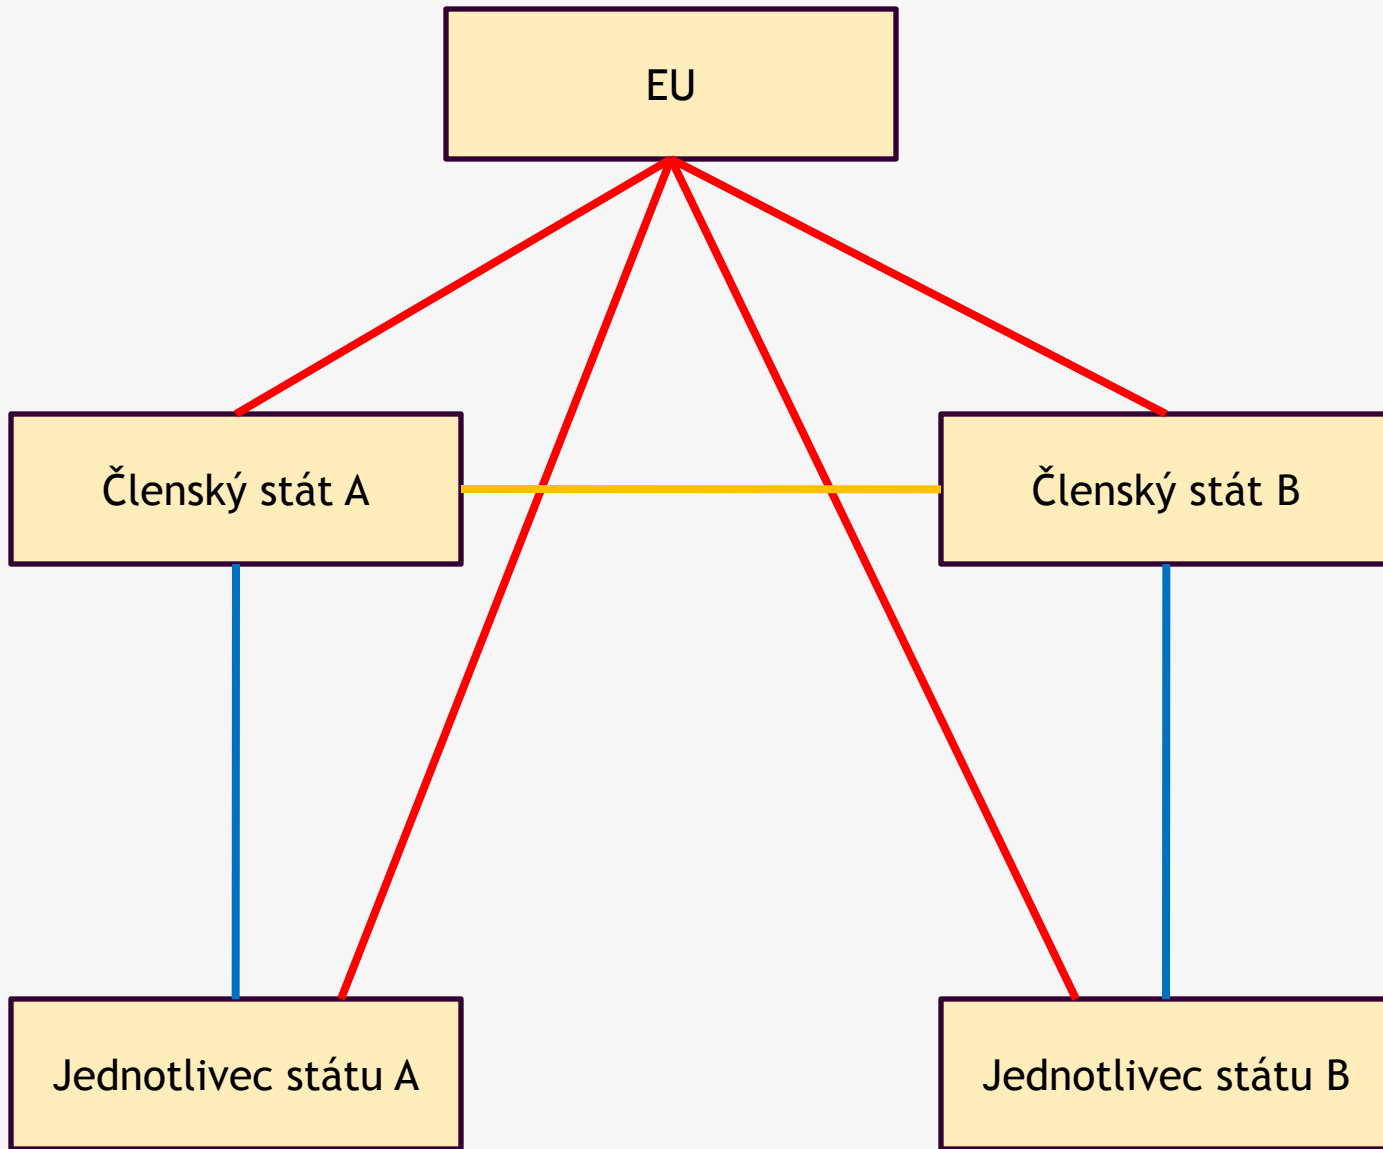 EU
Členský stát A
Členský stát B
Jednotlivec státu A
Jednotlivec státu B